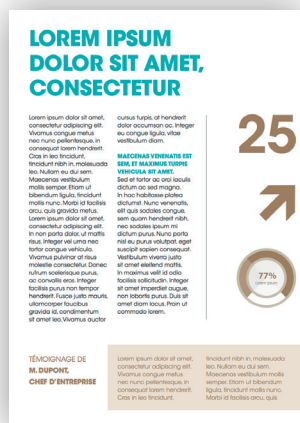 LOREM IPSUM
DOLOR SIT AMET,
CONSECTETUR
Lorem ipsum dolor sit amet,
consectetur adipiscing elit.
Vivamus congue metus
nec nunc pellentesque, in
consequat lorem hendrerit.
Cras in leo tincidunt,
tincidunt nibh in, malesuada
leo. Nullam eu dui sem.
Maecenas vestibulum
mollis semper. Etiam ut
bibendum ligula, tincidunt
mollis nunc. Morbi id facilisis
arcu, quis gravida metus.
Lorem ipsum dolor sit amet,
consectetur adipiscing elit.
In non porta dolor, ut mattis
risus. Integer vel urna nec
tortor congue vehicula.
Vivamus pulvinar at risus
molestie consectetur. Donec
rutrum scelerisque purus,
ac convallis eros. Integer
facilisis purus non tempor
hendrerit. Fusce justo mauris,
ullamcorper faucibus
gravida id, condimentum
sit amet leo. Vivamus auctor
cursus turpis, at hendrerit
dolor accumsan ac. Integer
eu congue ligula, vitae
vestibulum diam.
MAECENAS VENENATIS EST
SEM, ET MAXIMUS TURPIS
VEHICULA SIT AMET.
Sed et tortor ac orci iaculis
dictum ac sed magna.
In hac habitasse platea
dictumst. Nunc venenatis,
elit quis sodales congue,
sem quam hendrerit nibh,
nec sodales ipsum mi
dictum purus. Nunc porta
nisl eu purus volutpat, eget
suscipit sapien consequat.
Vestibulum viverra justo
sit amet eleifend mattis.
In maximus velit id odio
facilisis sollicitudin. Integer
sit amet imperdiet augue,
non lobortis purus. Duis sit
amet diam lacus. Proin ut
commodo lorem.
25
77%
Lorem ipsum
TÉMOIGNAGE DE
M. DUPONT,
CHEF D'ENTREPRISE
Lorem ipsum dolor sit amet,
consectetur adipiscing elit.
Vivamus congue metus
nec nunc pellentesque, in
consequat lorem hendrerit.
Cras in leo tincidunt,
tincidunt nibh in, malesuada
leo. Nullam eu dui sem.
Maecenas vestibulum
mollis semper. Etiam ut
bibendum ligula, tincidunt
mollis nunc. Morbi id
facilisis arcu, quis